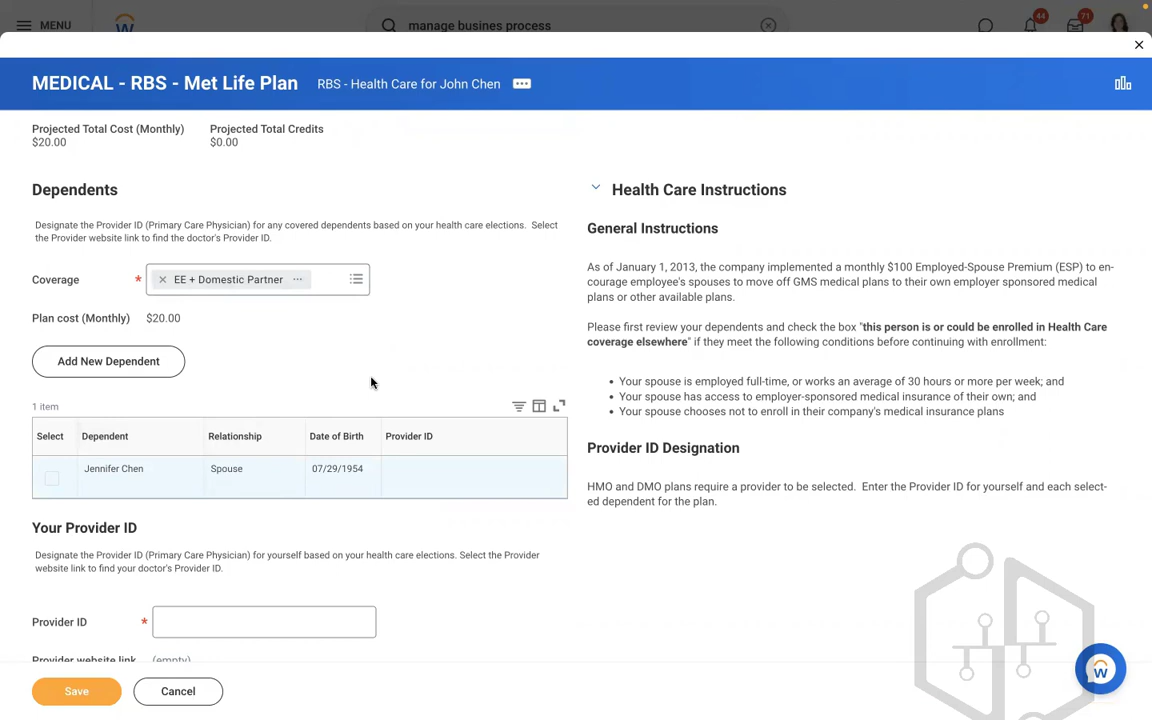 MENU
manage busines process
44
71
MEDICAL - RBS - Met Life Plan
RBS - Health Care for John Chen
Projected Total Cost (Monthly)
$20.00
Projected Total Credits
$0.00
Dependents
Designate the Provider ID (Primary Care Physician) for any covered dependents based on your health care elections. Select
the Provider website link to find the doctor's Provider ID.
Coverage *
EE + Domestic Partner
Plan cost (Monthly) $20.00
Add New Dependent
1 item
Select Dependent Relationship Date of Birth Provider ID
Jennifer Chen Spouse 07/29/1954
Your Provider ID
Designate the Provider ID (Primary Care Physician) for yourself based on your health care elections. Select the Provider
website link to find your doctor's Provider ID.
Provider ID *
Provider website link (empty)
Save
Cancel
Health Care Instructions
General Instructions
As of January 1, 2013, the company implemented a monthly $100 Employed-Spouse Premium (ESP) to en-
courage employee's spouses to move off GMS medical plans to their own employer sponsored medical
plans or other available plans.
Please first review your dependents and check the box "this person is or could be enrolled in Health Care
coverage elsewhere" if they meet the following conditions before continuing with enrollment:
• Your spouse is employed full-time, or works an average of 30 hours or more per week; and
• Your spouse has access to employer-sponsored medical insurance of their own; and
• Your spouse chooses not to enroll in their company's medical insurance plans
Provider ID Designation
HMO and DMO plans require a provider to be selected. Enter the Provider ID for yourself and each select-
ed dependent for the plan.